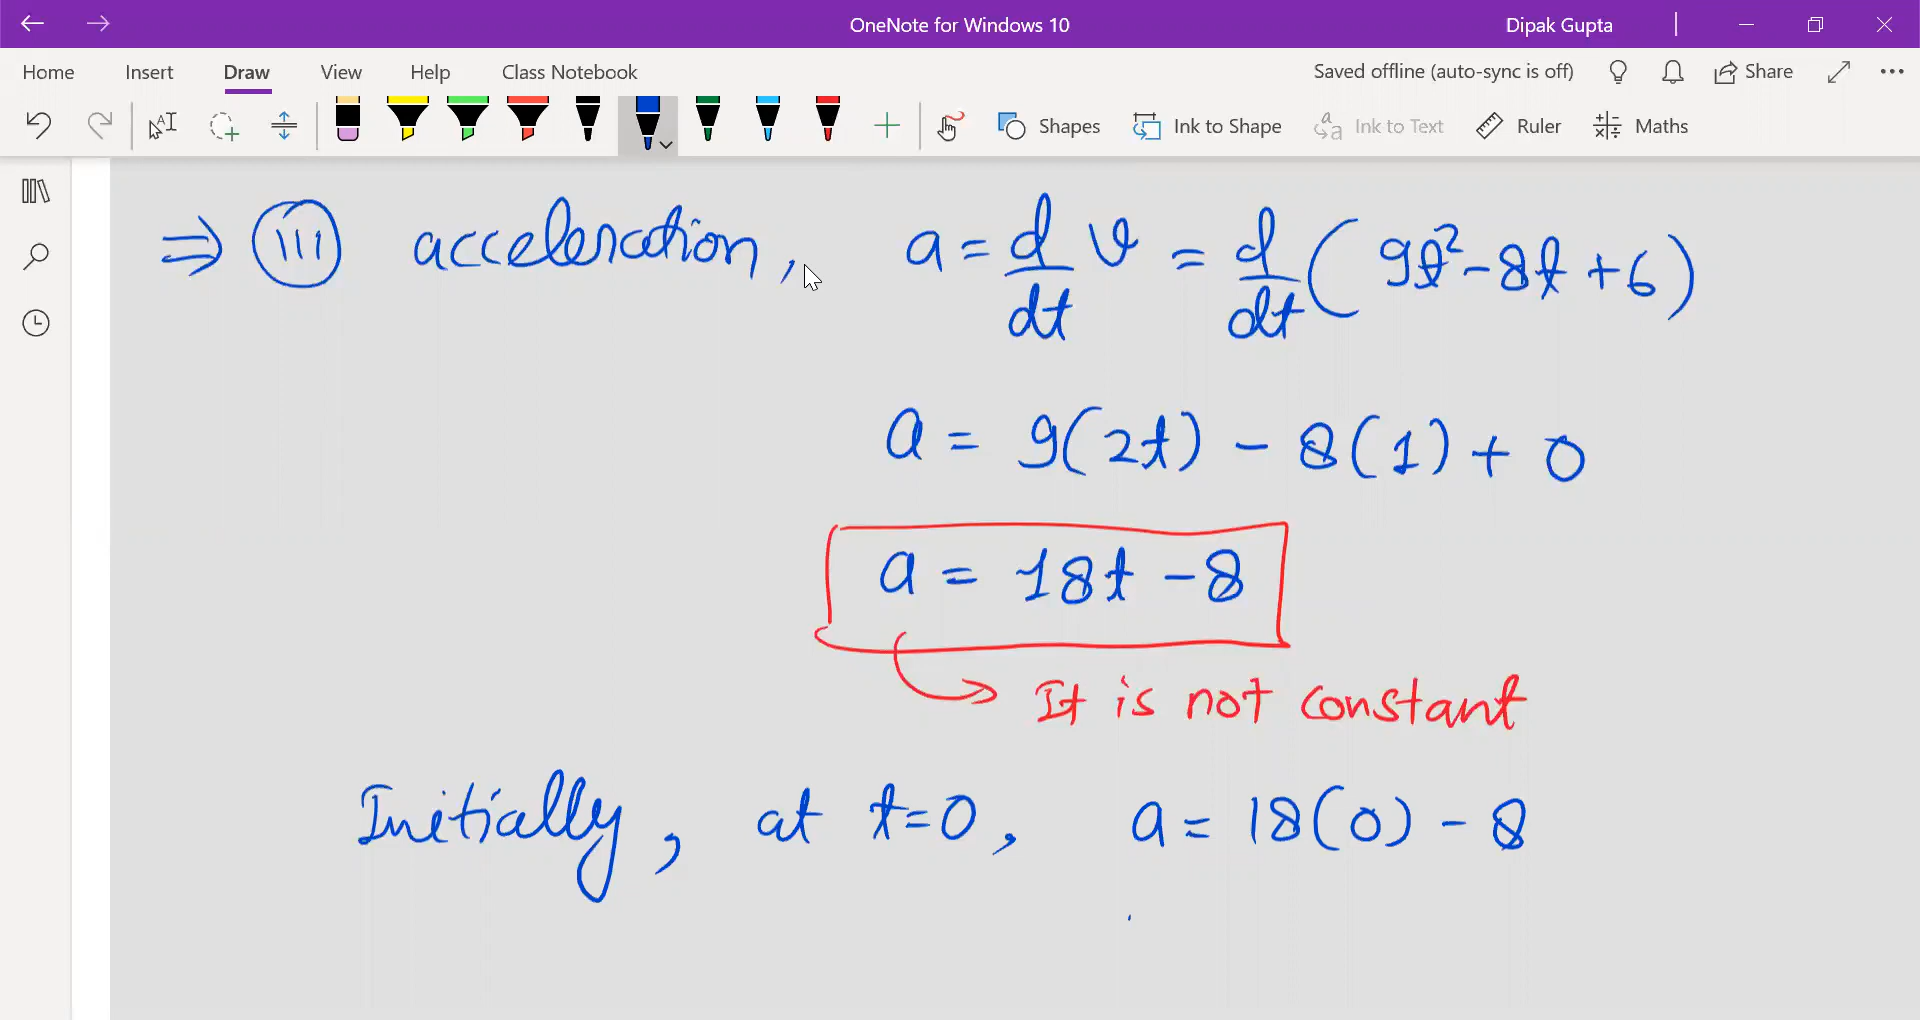 OneNote for Windows 10
Dipak Gupta
Home Insert Draw View Help Class Notebook
Saved offline (auto-sync is off) Share
Shapes Ink to Shape Ink to Text Ruler Maths
⇒ (III) acceleration, a = d/dt v = d/dt (9t² - 8t + 6)
a = 9(2t) - 8(1) + 0
a = 18t - 8
→ It is not constant
Initially, at t=0, a = 18(0) - 8